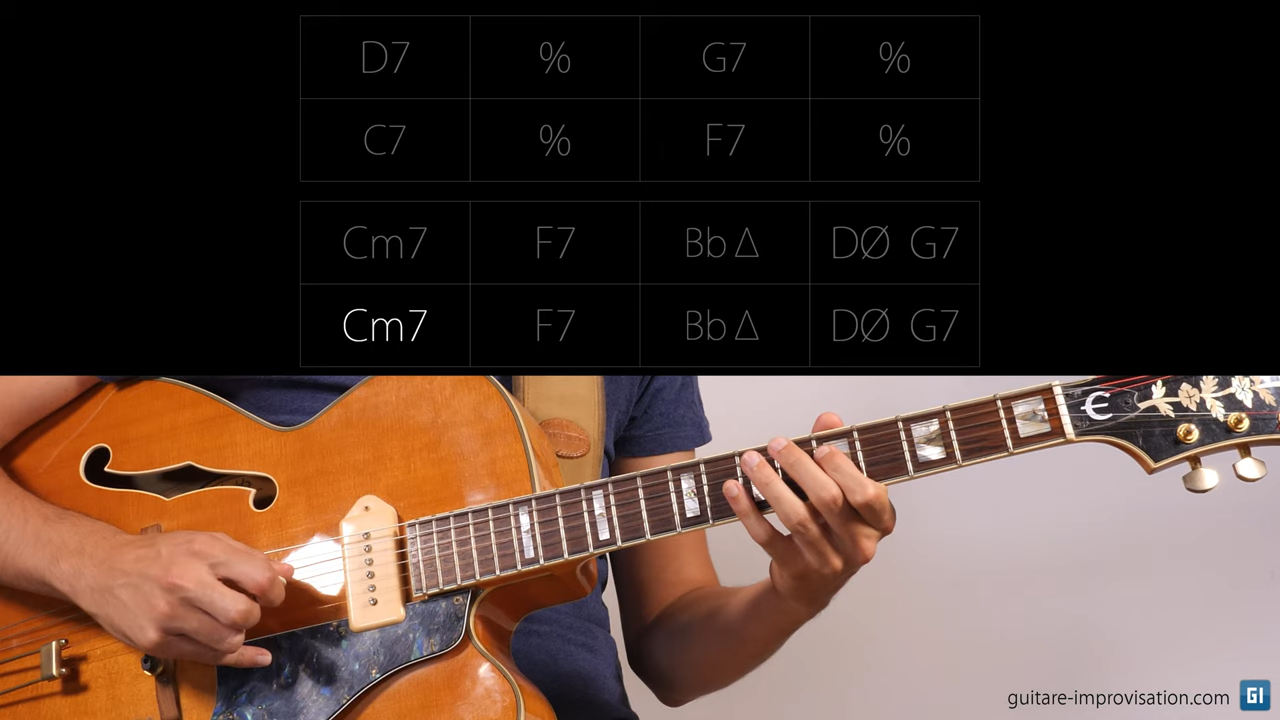 D7 % G7 %
C7 % F7 %
Cm7 F7 Bb∆ DØ G7
Cm7 F7 Bb∆ DØ G7
guitare-improvisation.com GI